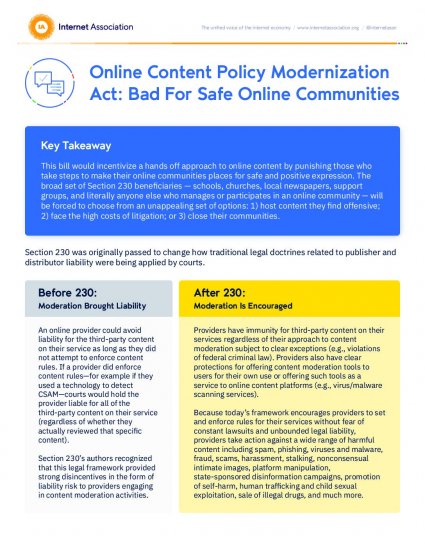 IA Internet Association
The unified voice of the internet economy / www.internetassociation.org / @internetassn
Online Content Policy Modernization
Act: Bad For Safe Online Communities
Key Takeaway
This bill would incentivize a hands off approach to online content by punishing those who
take steps to make their online communities places for safe and positive expression. The
broad set of Section 230 beneficiaries — schools, churches, local newspapers, support
groups, and literally anyone else who manages or participates in an online community — will
be forced to choose from an unappealing set of options: 1) host content they find offensive;
2) face the high costs of litigation; or 3) close their communities.
Section 230 was originally passed to change how traditional legal doctrines related to publisher and
distributor liability were being applied by courts.
Before 230:
Moderation Brought Liability
An online provider could avoid
liability for the third-party content
on their service as long as they did
not attempt to enforce content
rules. If a provider did enforce
content rules—for example if they
used a technology to detect
CSAM—courts would hold the
provider liable for all of the
third-party content on their service
(regardless of whether they
actually reviewed that specific
content).
Section 230's authors recognized
that this legal framework provided
strong disincentives in the form of
liability risk to providers engaging
in content moderation activities.
After 230:
Moderation Is Encouraged
Providers have immunity for third-party content on their
services regardless of their approach to content
moderation subject to clear exceptions (e.g., violations
of federal criminal law). Providers also have clear
protections for offering content moderation tools to
users for their own use or offering such tools as a
service to online content platforms (e.g., virus/malware
scanning services).
Because today's framework encourages providers to set
and enforce rules for their services without fear of
constant lawsuits and unbounded legal liability,
providers take action against a wide range of harmful
content including spam, phishing, viruses and malware,
fraud, scams, harassment, stalking, nonconsensual
intimate images, platform manipulation,
state-sponsored disinformation campaigns, promotion
of self-harm, human trafficking and child sexual
exploitation, sale of illegal drugs, and much more.